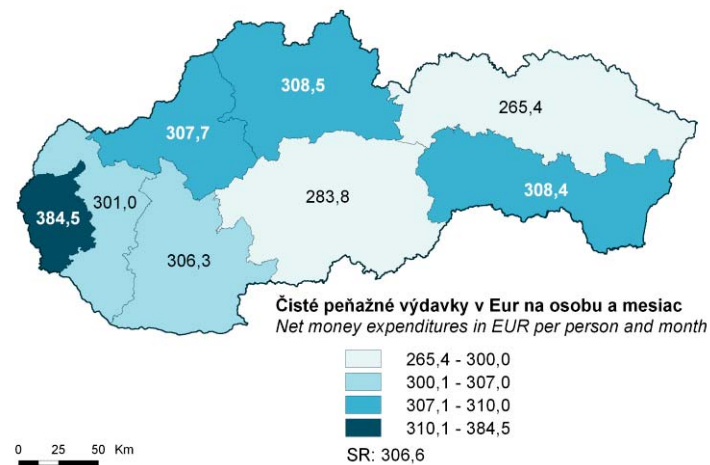 308,5
265,4
307,7
308,4
384,5
301,0
283,8
306,3
Čisté peňažné výdavky v Eur na osobu a mesiac
Net money expenditures in EUR per person and month
265,4 - 300,0
300,1 - 307,0
307,1 - 310,0
310,1 - 384,5
SR: 306,6
0 25 50 Km